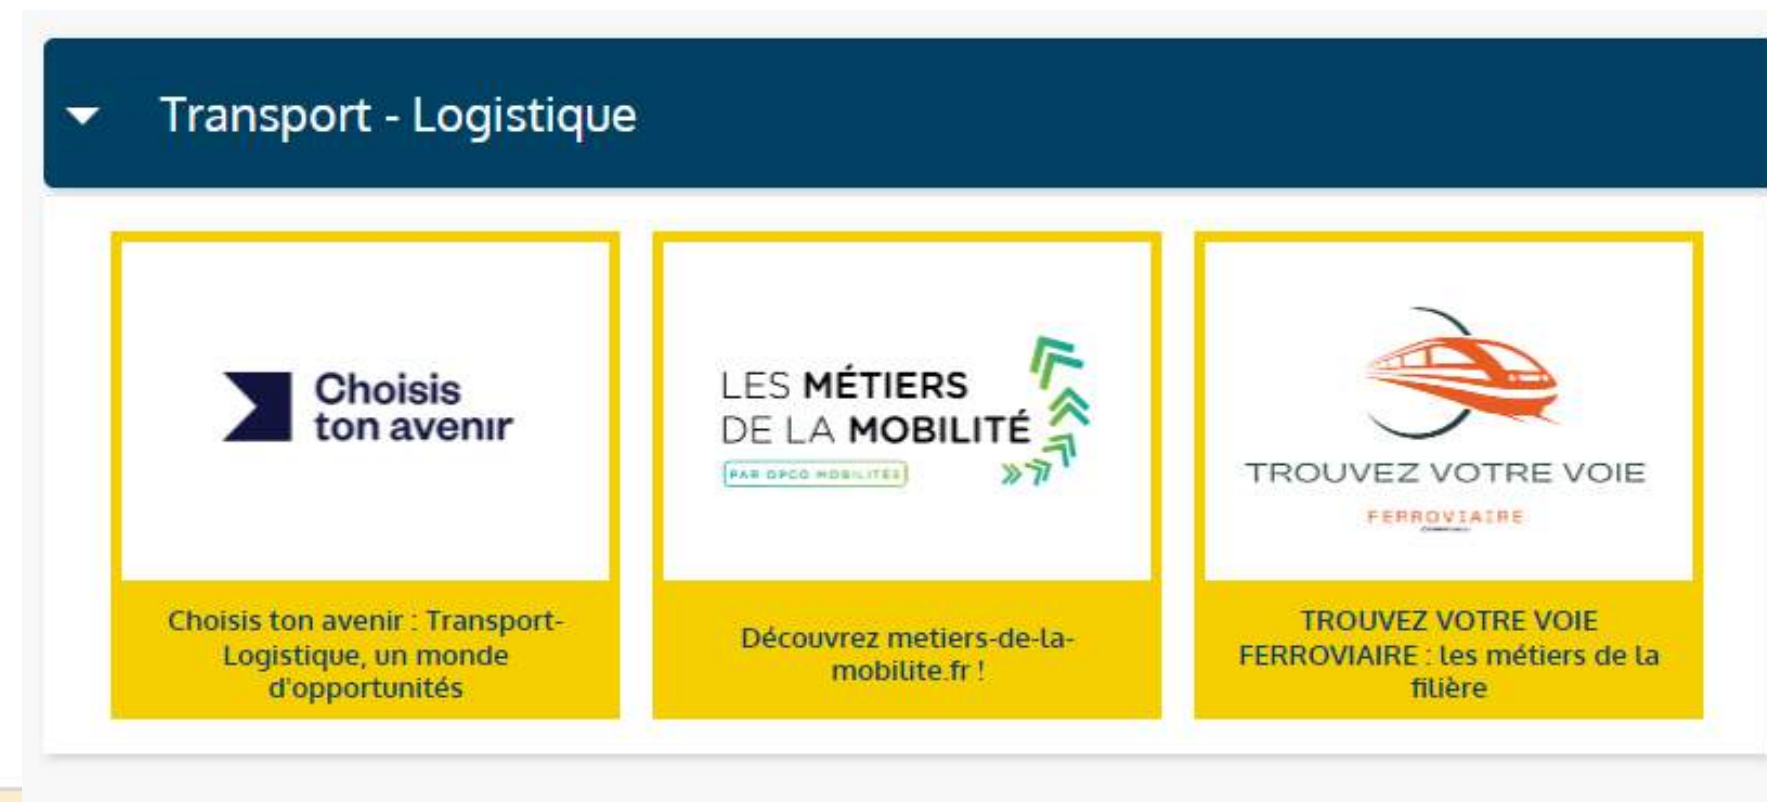 Transport - Logistique
Choisis
ton avenir
LES MÉTIERS
DE LA MOBILITÉ
PAR OPCO MOBILITÉS
TROUVEZ VOTRE VOIE
FERROVIAIRE
Choisis ton avenir : Transport-
Logistique, un monde
d'opportunités
Découvrez metiers-de-la-
mobilite.fr !
TROUVEZ VOTRE VOIE
FERROVIAIRE : les métiers de la
filière